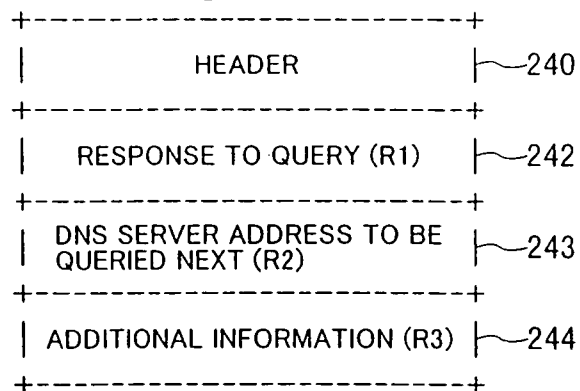 HEADER 240
RESPONSE TO QUERY (R1) 242
DNS SERVER ADDRESS TO BE
QUERIED NEXT (R2) 243
ADDITIONAL INFORMATION (R3) 244